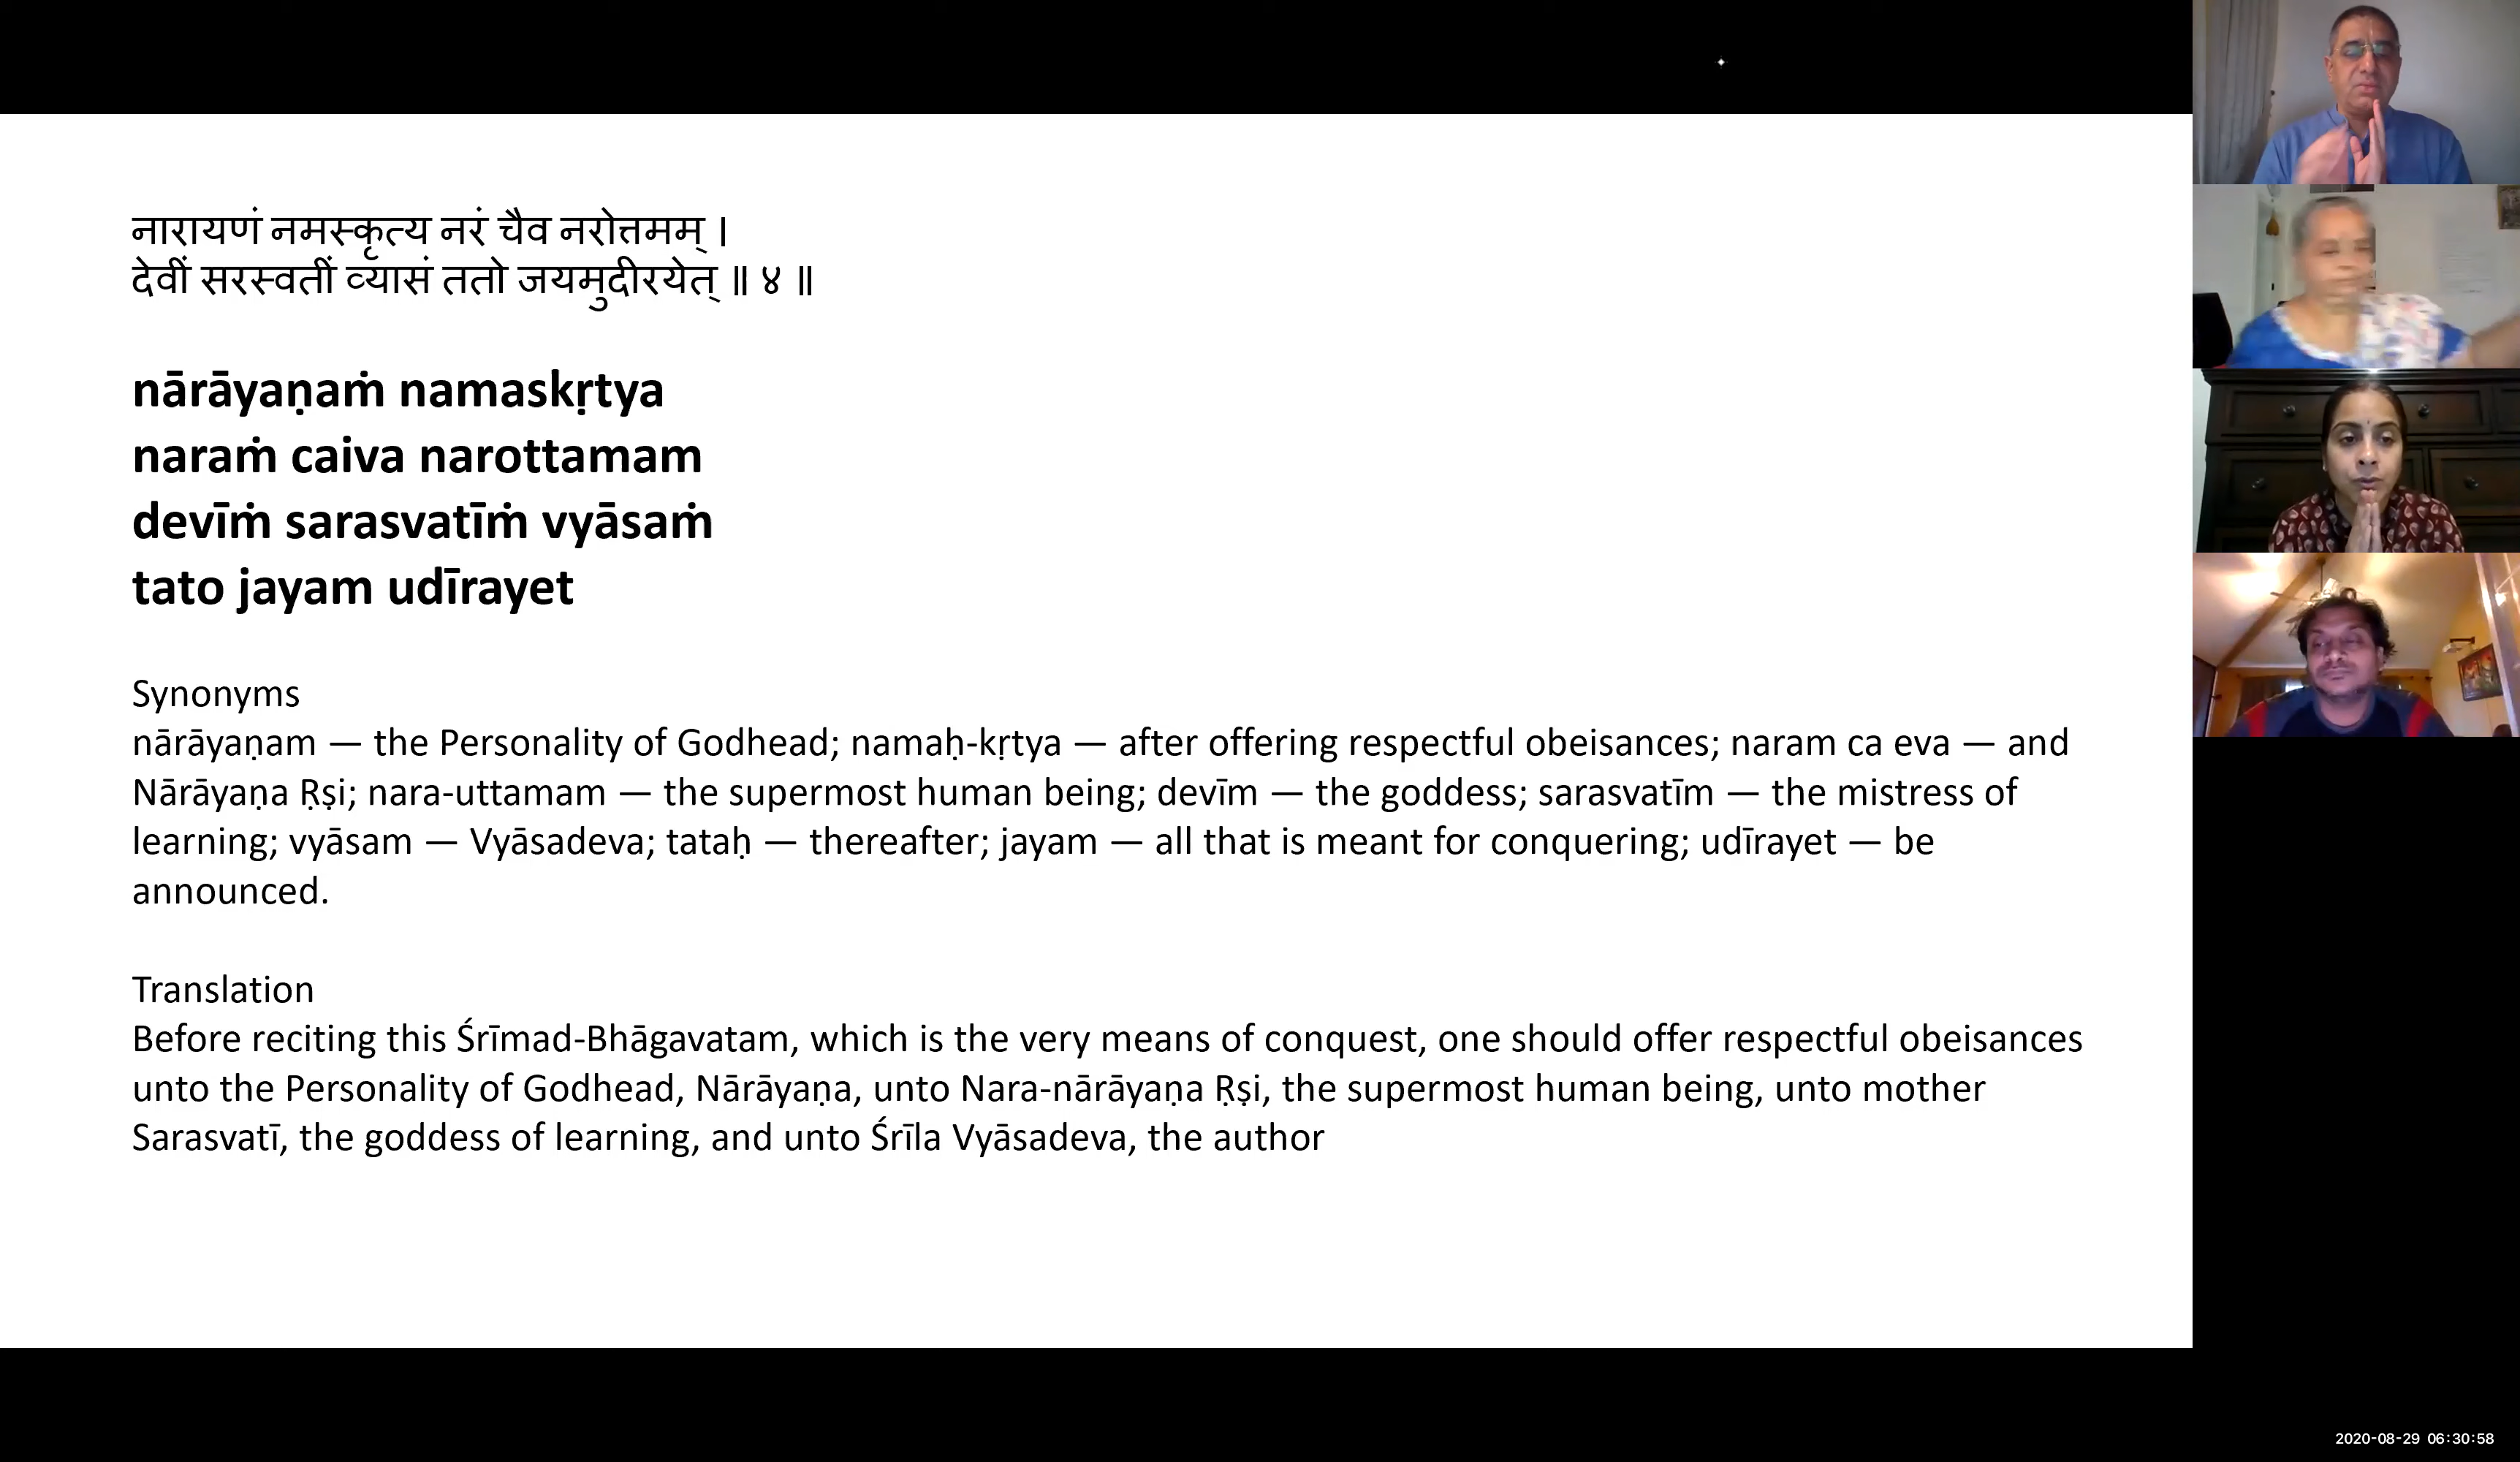 नारायणं नमस्कृत्य नरं चैव नरोत्तमम् ।
देवीं सरस्वतीं व्यासं ततो जयमुदीरयेत् ॥ ४ ॥
nārāyaṇaṁ namaskṛtya
naraṁ caiva narottamam
devīṁ sarasvatīṁ vyāsaṁ
tato jayam udīrayet
Synonyms
nārāyaṇam — the Personality of Godhead; namaḥ-kṛtya — after offering respectful obeisances; naram ca eva — and
Nārāyaṇa Ṛṣi; nara-uttamam — the supermost human being; devīm — the goddess; sarasvatīm — the mistress of
learning; vyāsam — Vyāsadeva; tataḥ — thereafter; jayam — all that is meant for conquering; udīrayet — be
announced.
Translation
Before reciting this Śrīmad-Bhāgavatam, which is the very means of conquest, one should offer respectful obeisances
unto the Personality of Godhead, Nārāyaṇa, unto Nara-nārāyaṇa Ṛṣi, the supermost human being, unto mother
Sarasvatī, the goddess of learning, and unto Śrīla Vyāsadeva, the author
2020-08-29 06:30:58